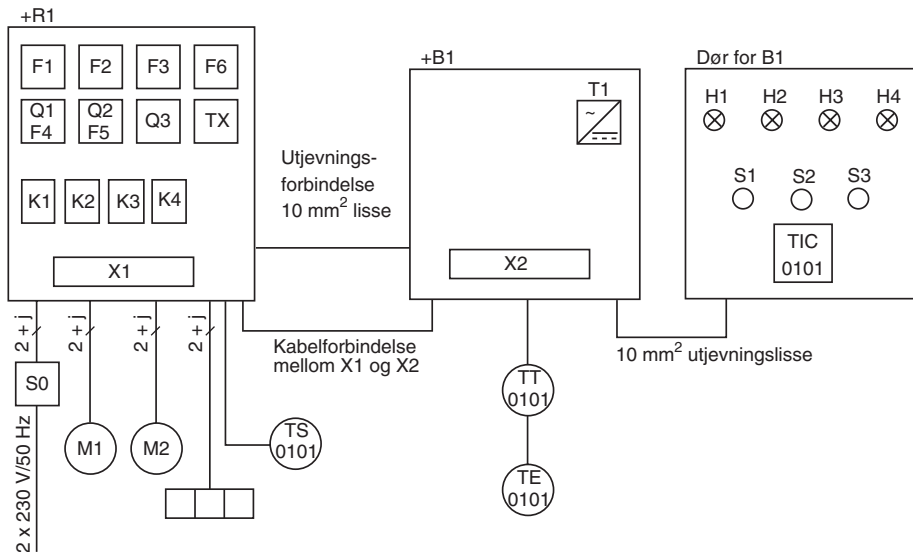 +R1
F1
F2
F3
F6
Q1
F4
Q2
F5
Q3
TX
K1
K2
K3
K4
X1
Utjevnings-
forbindelse
10 mm² lisse
+B1
T1
X2
Dør for B1
H1
H2
H3
H4
S1
S2
S3
TIC
0101
2 + j
2 + j
2 + j
2 + j
Kabelforbindelse
mellom X1 og X2
10 mm² utjevningslisse
S0
2 x 230 V/50 Hz
M1
M2
TS
0101
TT
0101
TE
0101